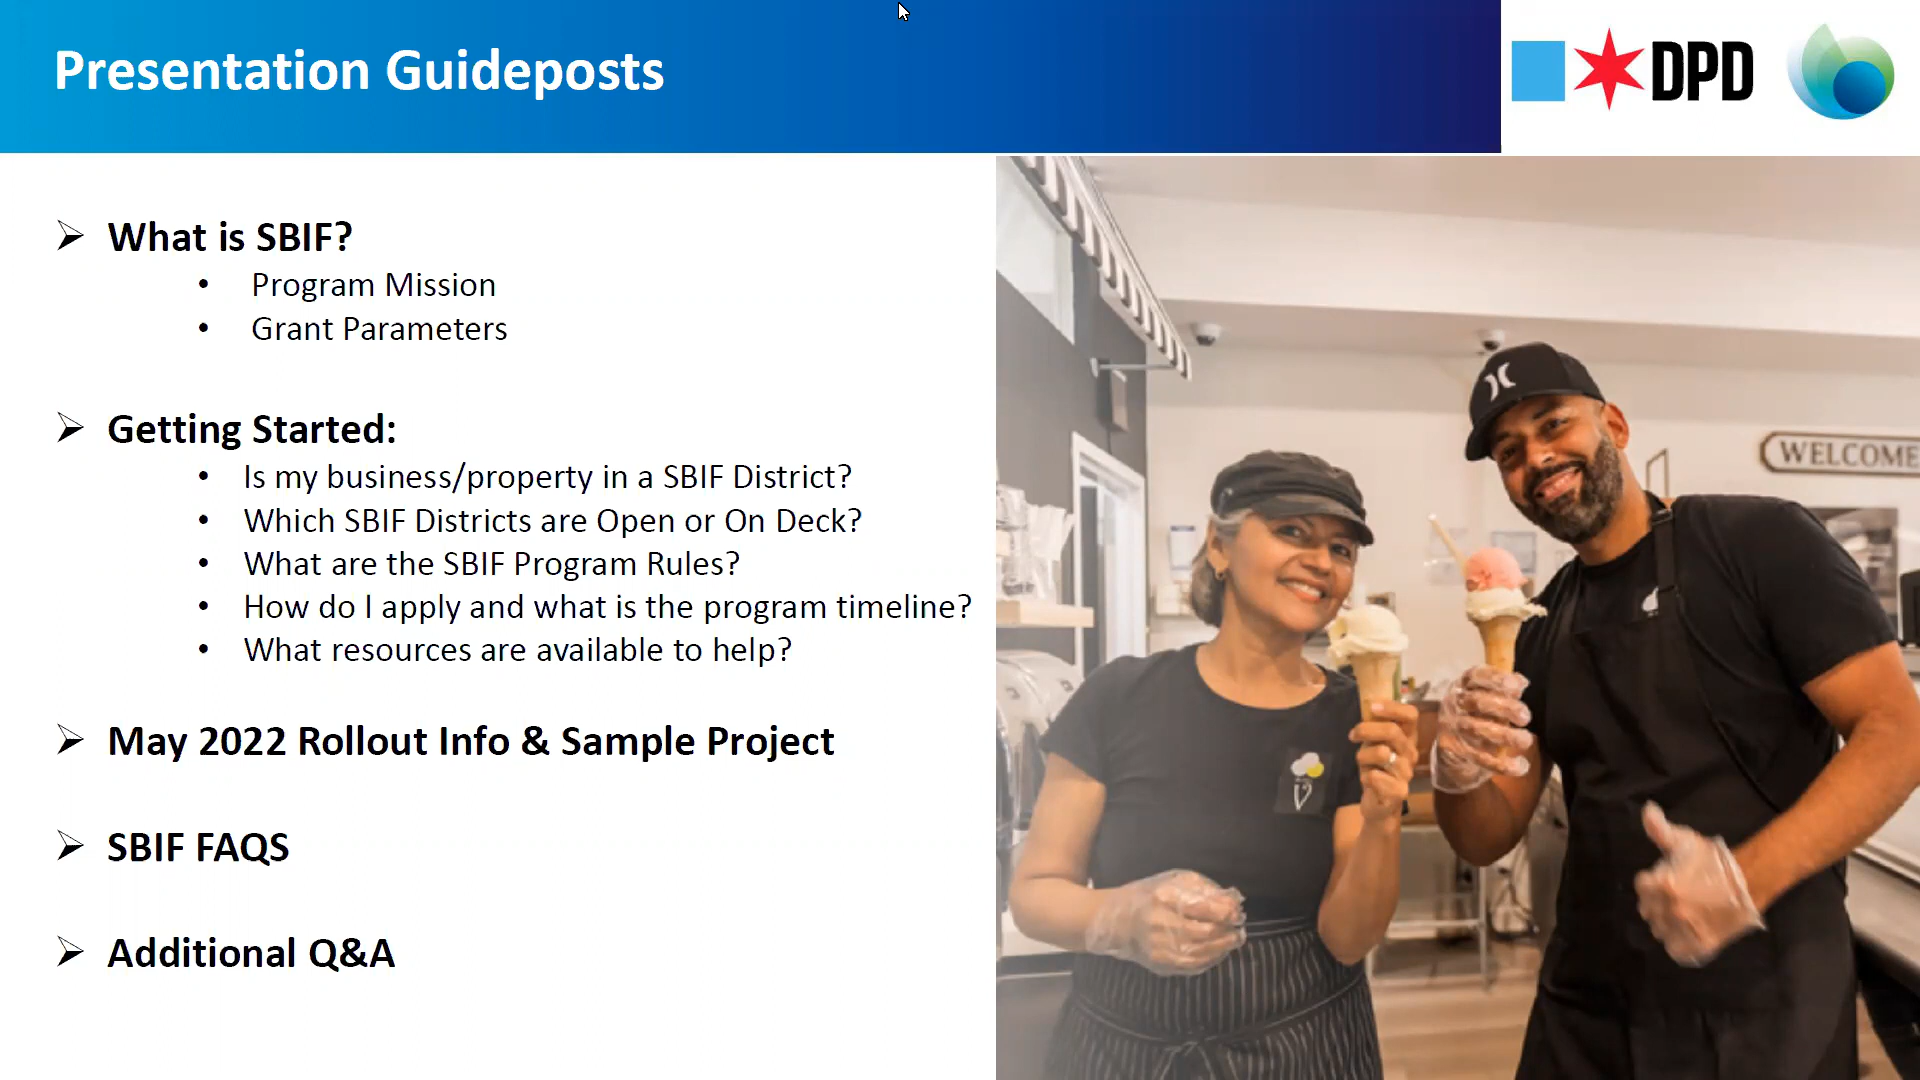 Presentation Guideposts
DPD
➢ What is SBIF?
• Program Mission
• Grant Parameters
➢ Getting Started:
• Is my business/property in a SBIF District?
• Which SBIF Districts are Open or On Deck?
• What are the SBIF Program Rules?
• How do I apply and what is the program timeline?
• What resources are available to help?
➢ May 2022 Rollout Info & Sample Project
➢ SBIF FAQS
➢ Additional Q&A
WELCOME